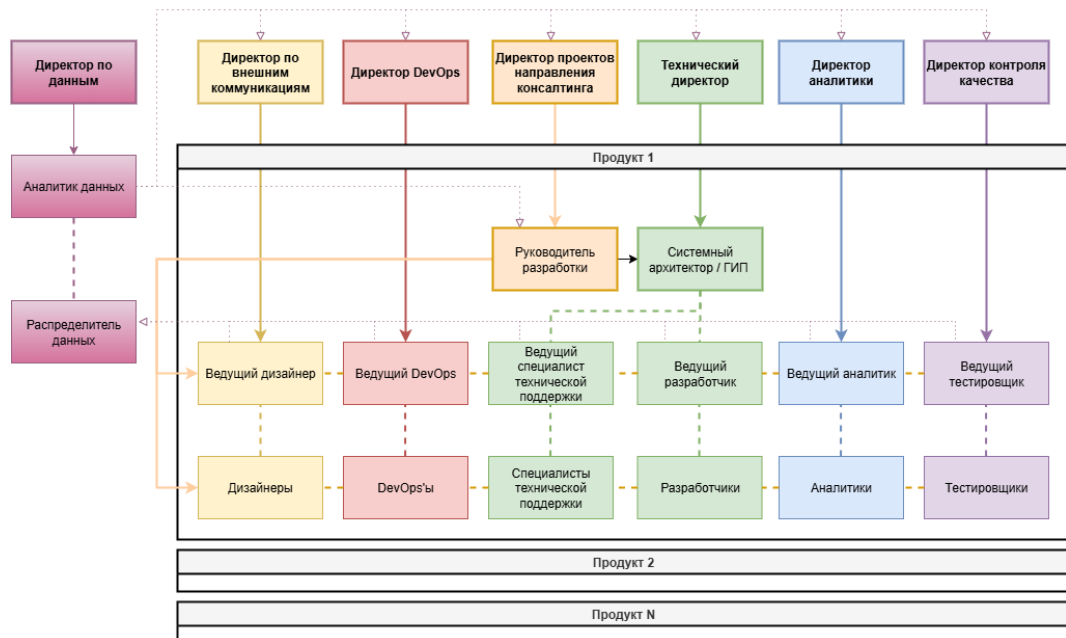 Директор по
данным
Директор по
внешним
коммуникациям
Директор DevOps
Директор проектов
направления
консалтинга
Технический
директор
Директор
аналитики
Директор контроля
качества
Продукт 1
Аналитик данных
Руководитель
разработки
Системный
архитектор / ГИП
Распределитель
данных
Ведущий дизайнер
Ведущий DevOps
Ведущий
специалист
технической
поддержки
Ведущий
разработчик
Ведущий аналитик
Ведущий
тестировщик
Дизайнеры
DevOps'ы
Специалисты
технической
поддержки
Разработчики
Аналитики
Тестировщики
Продукт 2
Продукт N